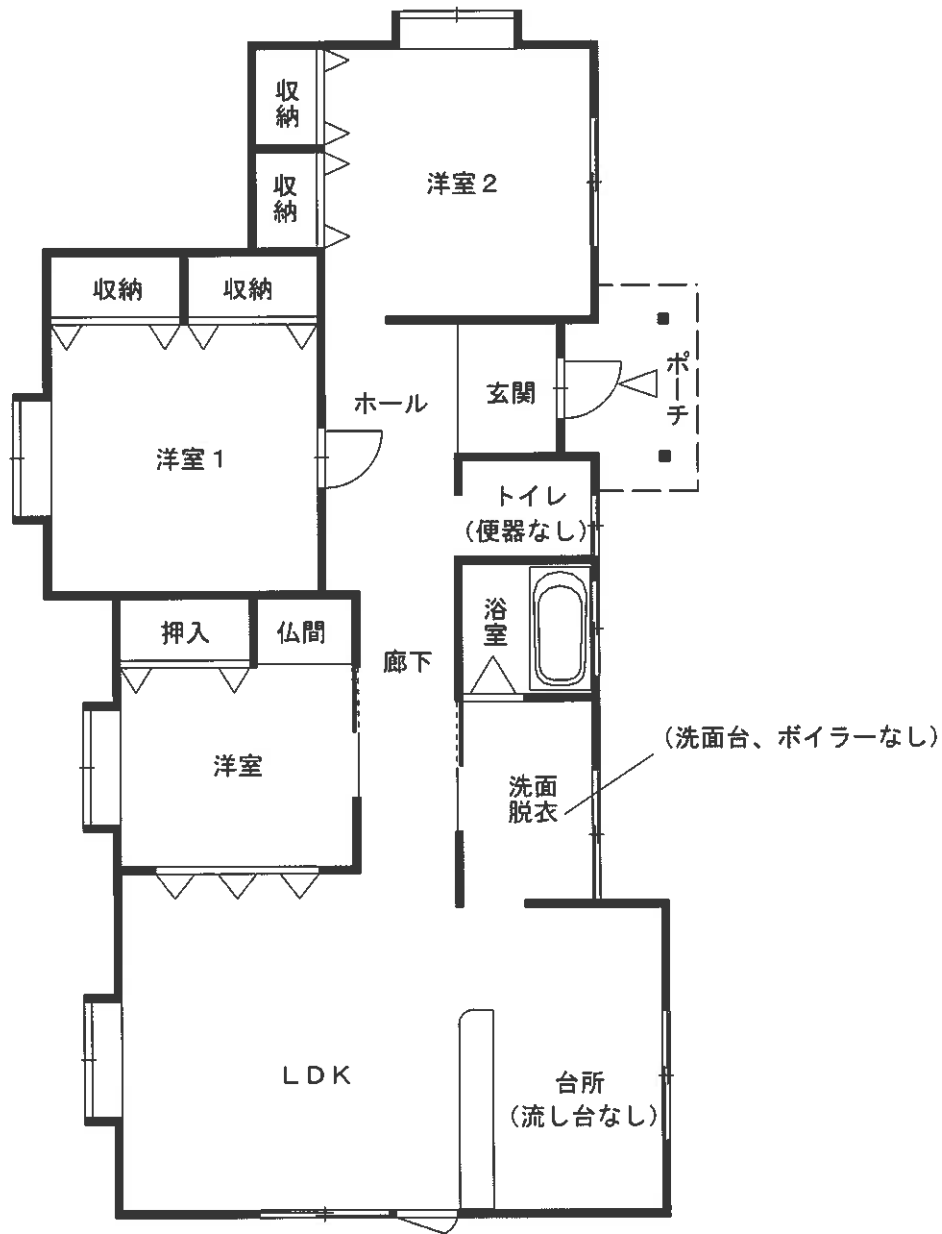 収納
収納
洋室2
収納
収納
ホール
玄関
ポーチ
洋室1
トイレ
(便器なし)
浴室
押入
仏間
廊下
洋室
洗面
脱衣
(洗面台、ボイラーなし)
LDK
台所
(流し台なし)